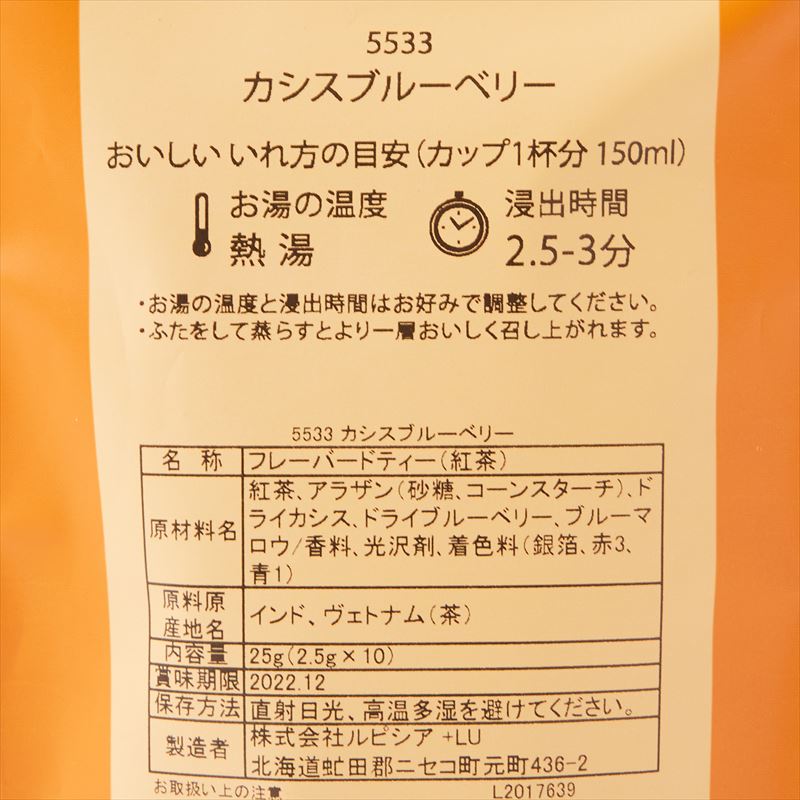 5533
カシスブルーベリー
おいしい いれ方の目安(カップ1杯分 150ml)
お湯の温度
熱湯
浸出時間
2.5-3分
・お湯の温度と浸出時間はお好みで調整してください。
・ふたをして蒸らすとより一層おいしく召し上がれます。
5533 カシスブルーベリー
名 称 フレーバードティー(紅茶)
原材料名
紅茶、アラザン(砂糖、コーンスターチ)、ド
ライカシス、ドライブルーベリー、ブルーマ
ロウ/香料、光沢剤、着色料(銀箔、赤3、
青1)
原料原
産地名
インド、ヴェトナム(茶)
内容量 25g(2.5g×10)
賞味期限 2022.12
保存方法 直射日光、高温多湿を避けてください。
製造者
株式会社ルピシア +LU
北海道虻田郡ニセコ町元町436-2
お取扱い上の注意 L2017639